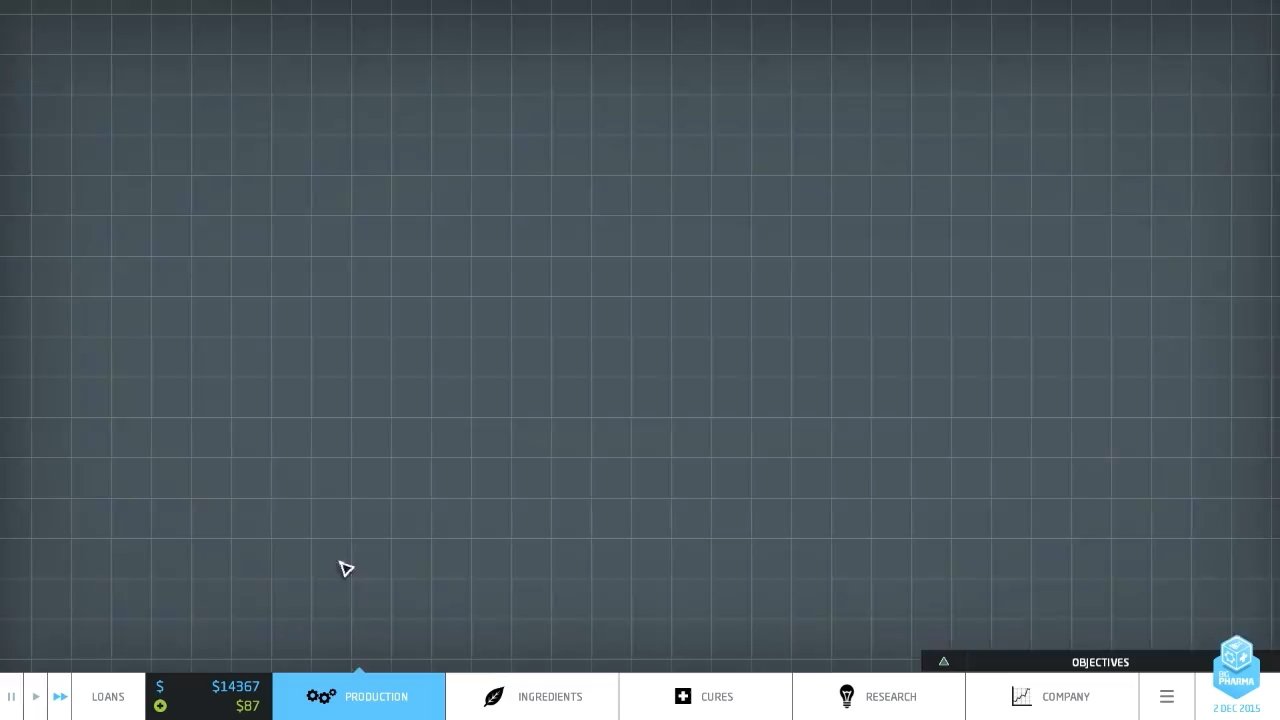 OBJECTIVES
LOANS
$ $14367
$87
PRODUCTION
INGREDIENTS
CURES
RESEARCH
COMPANY
BIG
PHARMA
2 DEC 2015